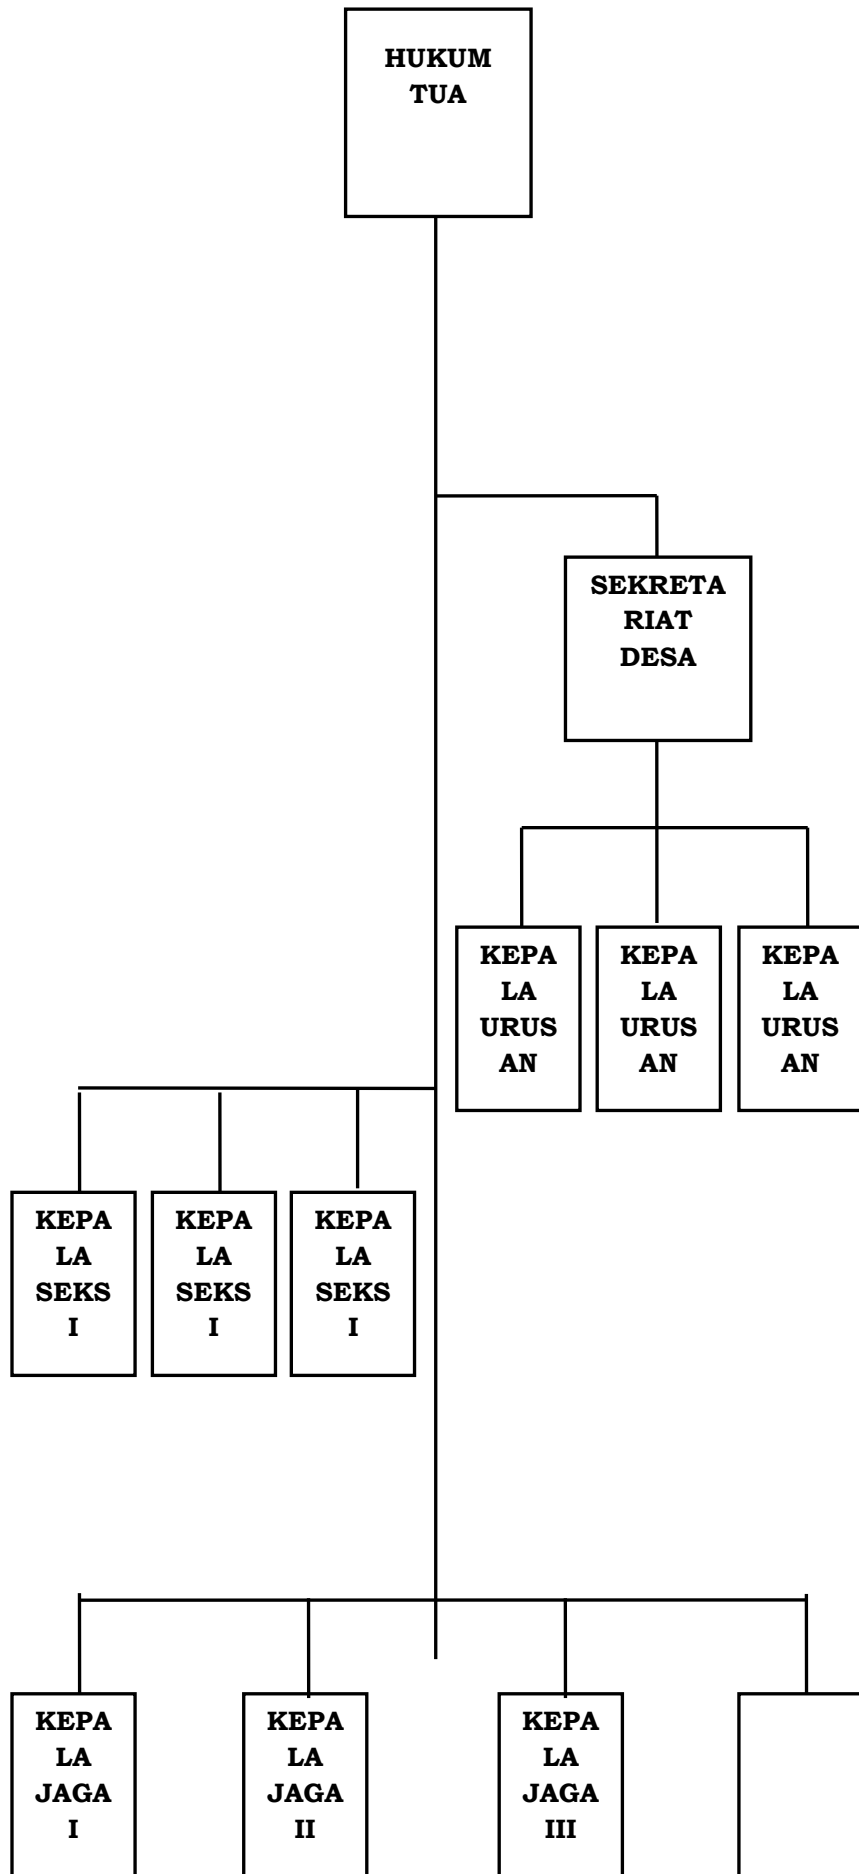 HUKUM
TUA
SEKRETA
RIAT
DESA
KEPA
LA
URUS
AN
KEPA
LA
URUS
AN
KEPA
LA
URUS
AN
KEPA
LA
SEKS
I
KEPA
LA
SEKS
I
KEPA
LA
SEKS
I
KEPA
LA
JAGA
I
KEPA
LA
JAGA
II
KEPA
LA
JAGA
III